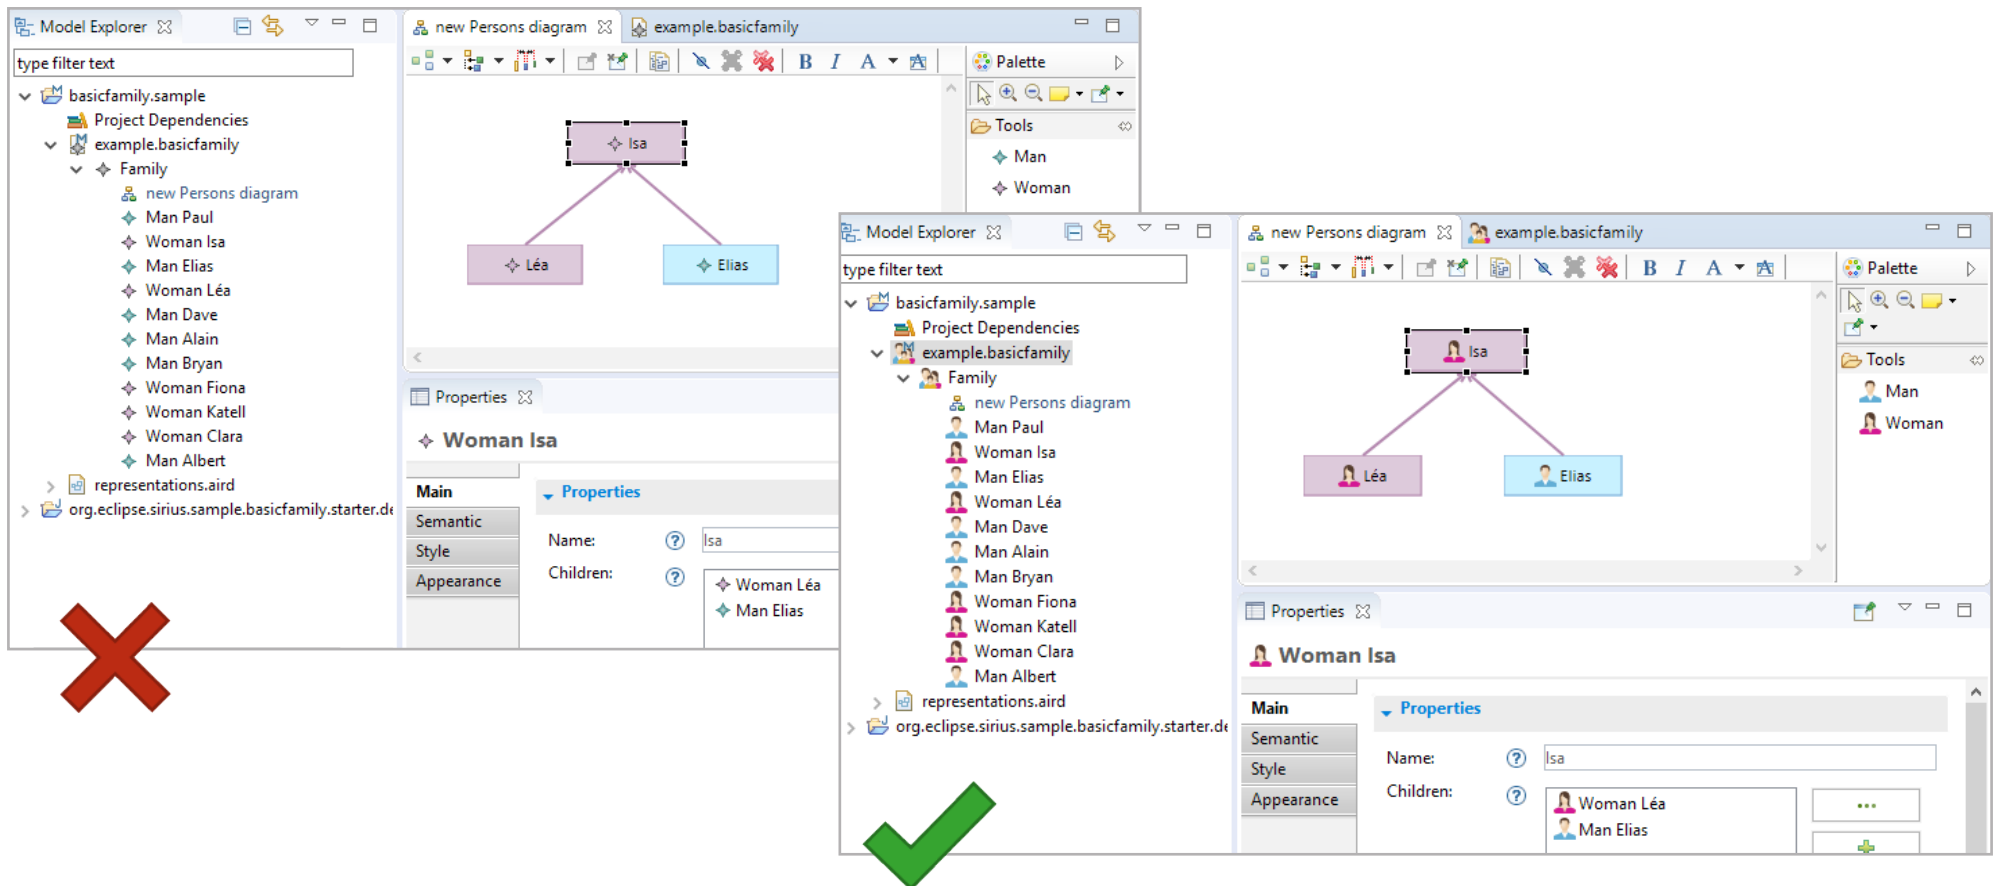 Model Explorer
type filter text
basicfamily.sample
Project Dependencies
example.basicfamily
Family
new Persons diagram
Man Paul
Woman Isa
Man Elias
Woman Léa
Man Dave
Man Alain
Man Bryan
Woman Fiona
Woman Katell
Woman Clara
Man Albert
representations.aird
org.eclipse.sirius.sample.basicfamily.starter.de
new Persons diagram
example.basicfamily
B I A A
Palette
Tools
Man
Woman
Isa
Léa
Elias
Properties
Woman Isa
Main
Semantic
Style
Appearance
Properties
Name: ? Isa
Children: ?
Woman Léa
Man Elias
Model Explorer
type filter text
basicfamily.sample
Project Dependencies
example.basicfamily
Family
new Persons diagram
Man Paul
Woman Isa
Man Elias
Woman Léa
Man Dave
Man Alain
Man Bryan
Woman Fiona
Woman Katell
Woman Clara
Man Albert
representations.aird
org.eclipse.sirius.sample.basicfamily.starter.de
new Persons diagram
example.basicfamily
B I A A
Palette
Tools
Man
Woman
Isa
Léa
Elias
Properties
Woman Isa
Main
Semantic
Style
Appearance
Properties
Name: ? Isa
Children: ?
Woman Léa
Man Elias
...